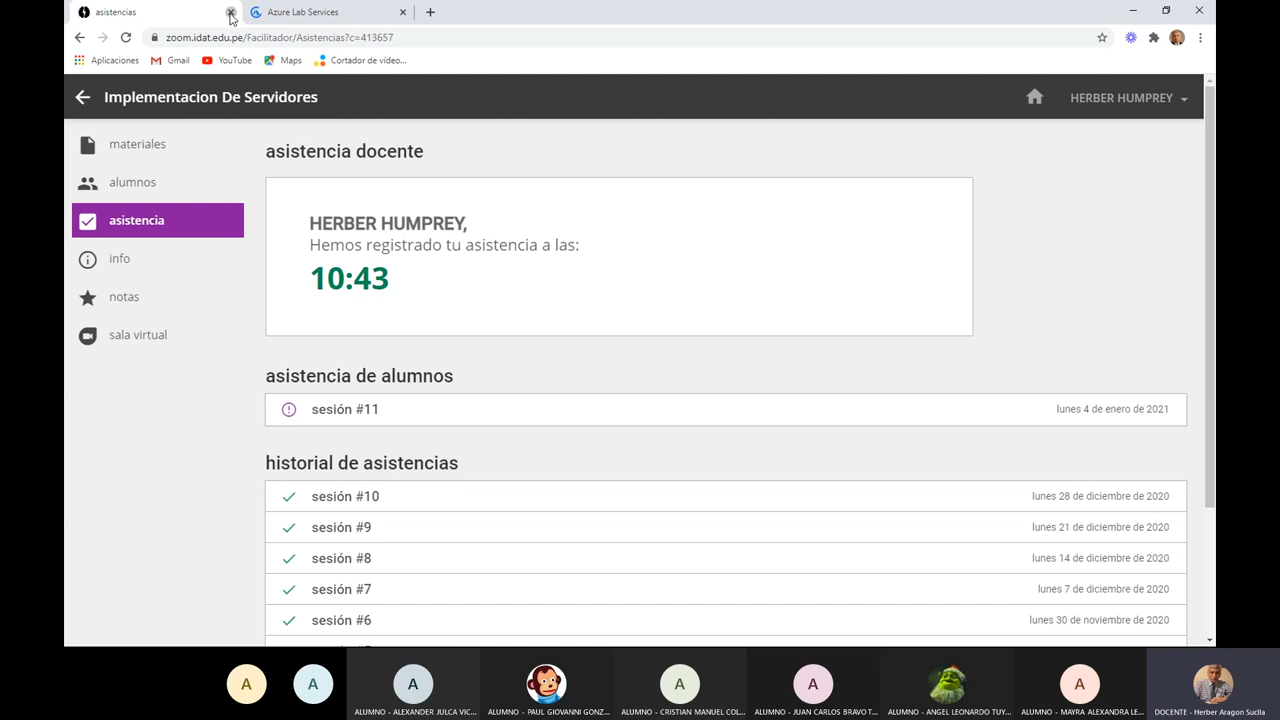 asistencias
Azure Lab Services
zoom.idat.edu.pe/Facilitador/Asistencias?c=413657
Aplicaciones
Gmail
YouTube
Maps
Cortador de vídeo...
Implementacion De Servidores
HERBER HUMPREY
materiales
alumnos
asistencia
info
notas
sala virtual
asistencia docente
HERBER HUMPREY,
Hemos registrado tu asistencia a las:
10:43
asistencia de alumnos
sesión #11 lunes 4 de enero de 2021
historial de asistencias
sesión #10 lunes 28 de diciembre de 2020
sesión #9 lunes 21 de diciembre de 2020
sesión #8 lunes 14 de diciembre de 2020
sesión #7 lunes 7 de diciembre de 2020
sesión #6 lunes 30 de noviembre de 2020
A
A
A
A
A
A
ALUMNO - ALEXANDER JULCA VIC...
ALUMNO - PAUL GIOVANNI GONZ...
ALUMNO - CRISTIAN MANUEL COL...
ALUMNO - JUAN CARLOS BRAVO T...
ALUMNO - ANGEL LEONARDO TUY...
ALUMNO - MAYRA ALEXANDRA LE...
DOCENTE - Herber Aragon Suclla